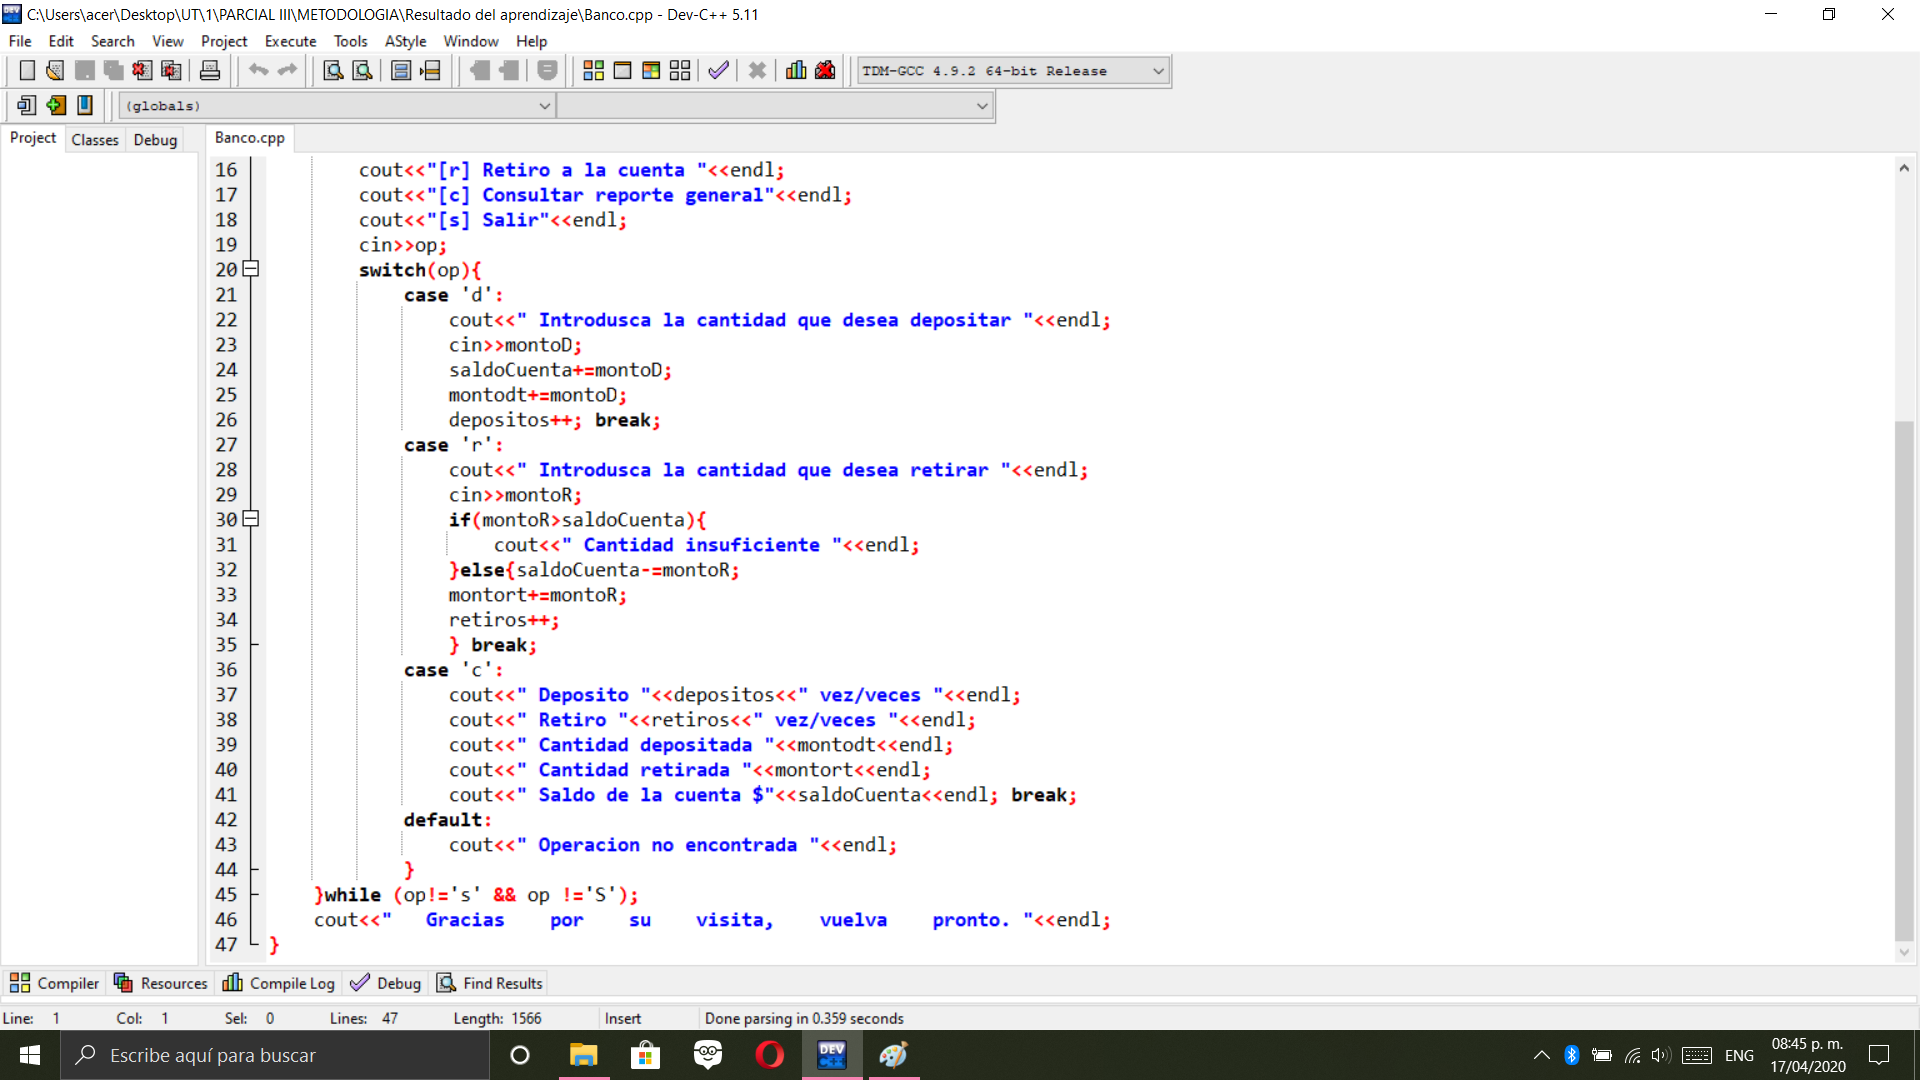 C:\Users\acer\Desktop\UT\1\PARCIAL III\METODOLOGIA\Resultado del aprendizaje\Banco.cpp - Dev-C++ 5.11
File Edit Search View Project Execute Tools AStyle Window Help
TDM-GCC 4.9.2 64-bit Release
(globals)
Project Classes Debug Banco.cpp
16 cout<<"[r] Retiro a la cuenta "<<endl;
17 cout<<"[c] Consultar reporte general"<<endl;
18 cout<<"[s] Salir"<<endl;
19 cin>>op;
20 switch(op){
21 case 'd':
22 cout<<" Introdusca la cantidad que desea depositar "<<endl;
23 cin>>montoD;
24 saldoCuenta+=montoD;
25 montodt+=montoD;
26 depositos++; break;
27 case 'r':
28 cout<<" Introdusca la cantidad que desea retirar "<<endl;
29 cin>>montoR;
30 if(montoR>saldoCuenta){
31 cout<<" Cantidad insuficiente "<<endl;
32 }else{saldoCuenta-=montoR;
33 montort+=montoR;
34 retiros++;
35 } break;
36 case 'c':
37 cout<<" Deposito "<<depositos<<" vez/veces "<<endl;
38 cout<<" Retiro "<<retiros<<" vez/veces "<<endl;
39 cout<<" Cantidad depositada "<<montodt<<endl;
40 cout<<" Cantidad retirada "<<montort<<endl;
41 cout<<" Saldo de la cuenta $"<<saldoCuenta<<endl; break;
42 default:
43 cout<<" Operacion no encontrada "<<endl;
44 }
45 }while (op!='s' && op !='S');
46 cout<<" Gracias por su visita, vuelva pronto. "<<endl;
47 }
Compiler Resources Compile Log Debug Find Results
Line: 1 Col: 1 Sel: 0 Lines: 47 Length: 1566 Insert Done parsing in 0.359 seconds
Escribe aquí para buscar
DEV C++
ENG
08:45 p. m.
17/04/2020